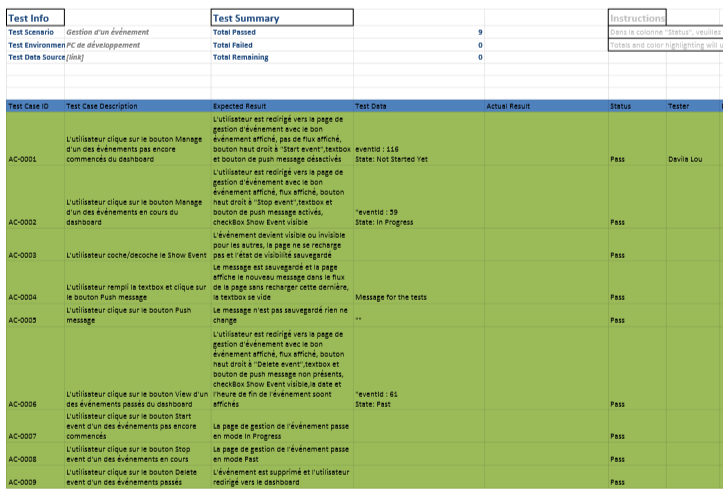 Test Info
Test Summary
Instructions
Test Scenario Gestion d'un événement
Total Passed 9
Dans la colonne "Status", veuillez
Test Environmen PC de développement
Total Failed 0
Totals and color highlighting will u
Test Data Source [link]
Total Remaining 0
Test Case ID Test Case Description Expected Result Test Data Actual Result Status Tester
AC-0001
L'utilisateur clique sur le bouton Manage
d'un des événements pas encore
commencés du dashboard
L'utilisateur est redirigé vers la page de
gestion d'événement avec le bon
événement affiché, pas de flux affiché,
bouton haut droit à "Start event",textbox
et bouton de push message désactivés
eventId : 116
State: Not Started Yet
Pass
Davila Lou
AC-0002
L'utilisateur clique sur le bouton Manage
d'un des événements en cours du
dashboard
L'utilisateur est redirigé vers la page de
gestion d'événement avec le bon
événement affiché, flux affiché, bouton
haut droit à "Stop event",textbox et
bouton de push message activés,
checkBox Show Event visible
"eventId : 59
State: In Progress
Pass
AC-0003
L'utilisateur coche/decoche le Show Event
L'événement devient visible ou invisible
pour les autres, la page ne se recharge
pas et l'état de visibilité sauvegardé
Pass
AC-0004
L'utilisateur rempli la textbox et clique sur
le bouton Push message
Le message est sauvegardé et la page
affiche le nouveau message dans le flux
de la page sans recharger cette dernière,
la textbox se vide
Message for the tests
Pass
AC-0005
L'utilisateur clique sur le bouton Push
message
Le message n'est pas sauvegardé rien ne
change
""
Pass
AC-0006
L'utilisateur clique sur le bouton View d'un
des événements passés du dashboard
L'utilisateur est redirigé vers la page de
gestion d'événement avec le bon
événement affiché, flux affiché, bouton
haut droit à "Delete event",textbox et
bouton de push message non présents,
checkBox Show Event visible,la date et
l'heure de fin de l'événement soont
affichés
"eventId : 61
State: Past
Pass
AC-0007
L'utilisateur clique sur le bouton Start
event d'un des événements pas encore
commencés
La page de gestion de l'événement passe
en mode In Progress
Pass
AC-0008
L'utilisateur clique sur le bouton Stop
event d'un des événements en cours
La page de gestion de l'événement passe
en mode Past
Pass
AC-0009
L'utilisateur clique sur le bouton Delete
event d'un des événements passés
L'événement est supprimé et l'utilisateur
redirigé vers le dashboard
Pass